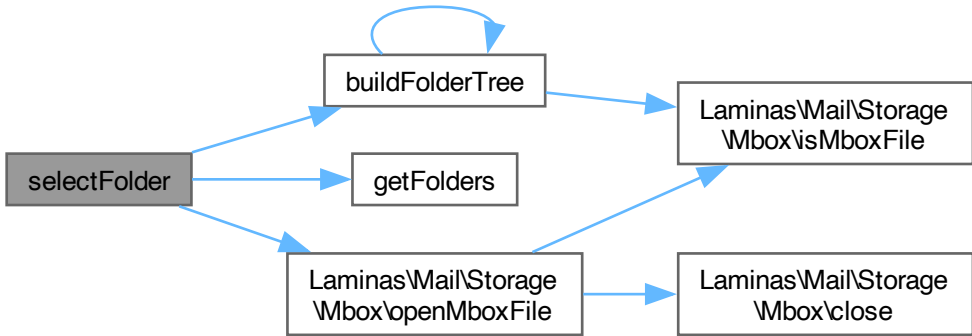 buildFolderTree
Laminas\Mail\Storage
\Mbox\isMboxFile
selectFolder
getFolders
Laminas\Mail\Storage
\Mbox\openMboxFile
Laminas\Mail\Storage
\Mbox\close